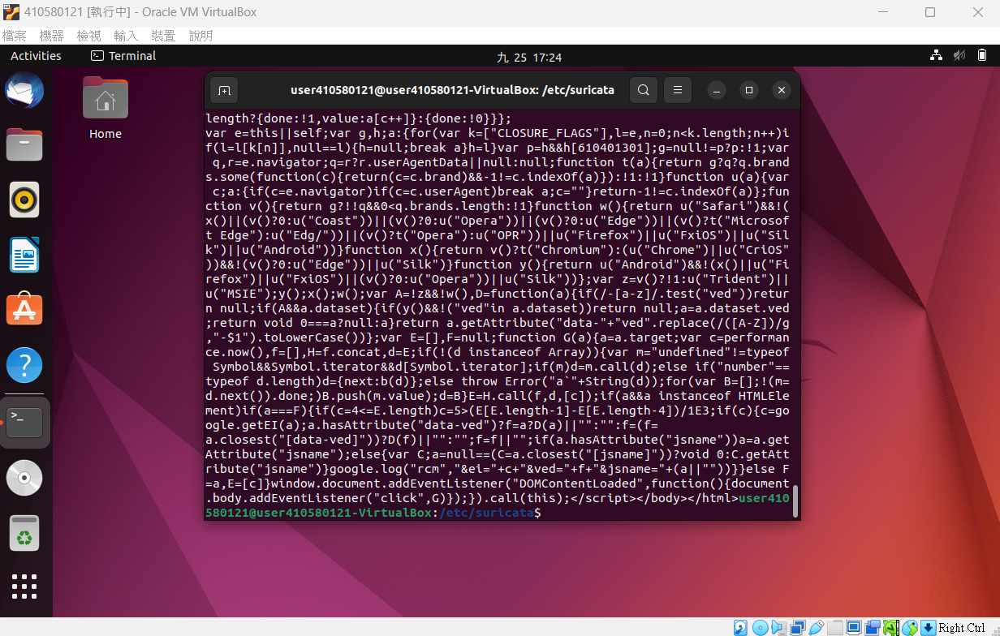 410580121 [執行中] - Oracle VM VirtualBox
檔案 機器 檢視 輸入 裝置 說明
Activities Terminal 九 25 17:24
user410580121@user410580121-VirtualBox: /etc/suricata
Home
length?{done:!1,value:a[c++]}:{done:!0}}};
var e=this||self;var g,h;a:{for(var k=["CLOSURE_FLAGS"],l=e,n=0;n<k.length;n++)i
f(l=l[k[n]],null==l){h=null;break a}h=l}var p=h&&h[610401301];g=null!=p?p:!1;var
 q,r=e.navigator;q=r?r.userAgentData||null:null;function t(a){return g?q?q.brand
s.some(function(c){return(c=c.brand)&&-1!=c.indexOf(a)}):!1:!1}function u(a){var
 c;a:{if(c=e.navigator)if(c=c.userAgent)break a;c=""}return-1!=c.indexOf(a)};fun
ction v(){return g?!!q&&0<q.brands.length:!1}function w(){return u("Safari")&&!(
x()||(v()?0:u("Coast"))||(v()?0:u("Opera"))||(v()?0:u("Edge"))||(v()?t("Microsof
t Edge"):u("Edg/"))||(v()?t("Opera"):u("OPR"))||u("Firefox")||u("FxiOS")||u("Sil
k")||u("Android"))}function x(){return v()?t("Chromium"):(u("Chrome")||u("CriOS"
))&&!(v()?0:u("Edge"))||u("Silk")}function y(){return u("Android")&&!(x()||u("Fi
refox")||u("FxiOS")||(v()?0:u("Opera"))||u("Silk"))};var z=v()?!1:u("Trident")||
u("MSIE");y();x();w();var A=!z&&!w(),D=function(a){if(/-[a-z]/.test("ved"))retur
n null;if(A&&a.dataset){if(y()&&!("ved"in a.dataset))return null;a=a.dataset.ved
;return void 0===a?null:a}return a.getAttribute("data-"+"ved".replace(/([A-Z])/g
,"-$1").toLowerCase())};var E=[],F=null;function G(a){a=a.target;var c=performan
ce.now(),f=[],H=f.concat,d=E;if(!(d instanceof Array)){var m="undefined"!=typeof
 Symbol&&Symbol.iterator&&d[Symbol.iterator];if(m)d=m.call(d);else if("number"==
typeof d.length)d={next:b(d)};else throw Error("a`"+String(d));for(var B=[];!(m=
d.next()).done;)B.push(m.value);d=B}E=H.call(f,d,[c]);if(a&&a instanceof HTMLEle
ment)if(a===F){if(c=4<=E.length)c=5>(E[E.length-1]-E[E.length-4])/1E3;if(c){c=go
ogle.getEI(a);a.hasAttribute("data-ved")?f=a?D(a)||"":"":f=(f=
a.closest("[data-ved]"))?D(f)||"":"";f=f||"";if(a.hasAttribute("jsname"))a=a.get
Attribute("jsname");else{var C;a=null==(C=a.closest("[jsname]"))?void 0:C.getAtt
ribute("jsname")}google.log("rcm","&ei="+c+"&ved="+f+"&jsname="+(a||""))}}else F
=a,E=[c]}window.document.addEventListener("DOMContentLoaded",function(){document
.body.addEventListener("click",G)});}).call(this);</script></body></html>user410
580121@user410580121-VirtualBox:/etc/suricata$
Right Ctrl